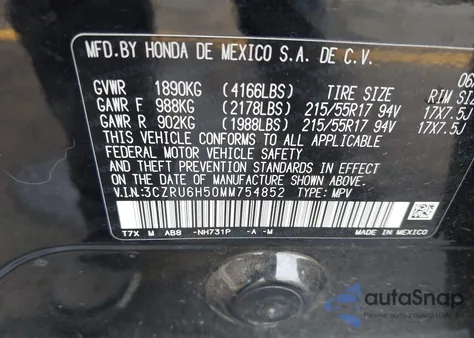 MFD.BY HONDA DE MEXICO S.A. DE C.V.
GVWR 1890KG (4166LBS) TIRE SIZE RIM SI
GAWR F 988KG (2178LBS) 215/55R17 94V 17X7.5J
GAWR R 902KG (1988LBS) 215/55R17 94V 17X7.5J
THIS VEHICLE CONFORMS TO ALL APPLICABLE
FEDERAL MOTOR VEHICLE SAFETY
AND THEFT PREVENTION STANDARDS IN EFFECT
ON THE DATE OF MANUFACTURE SHOWN ABOVE.
V.I.N:3CZRU6H50MM754852 TYPE: MPV
T7X M AB8 -NH731P -A -M MADE IN MEXICO
autoSnap